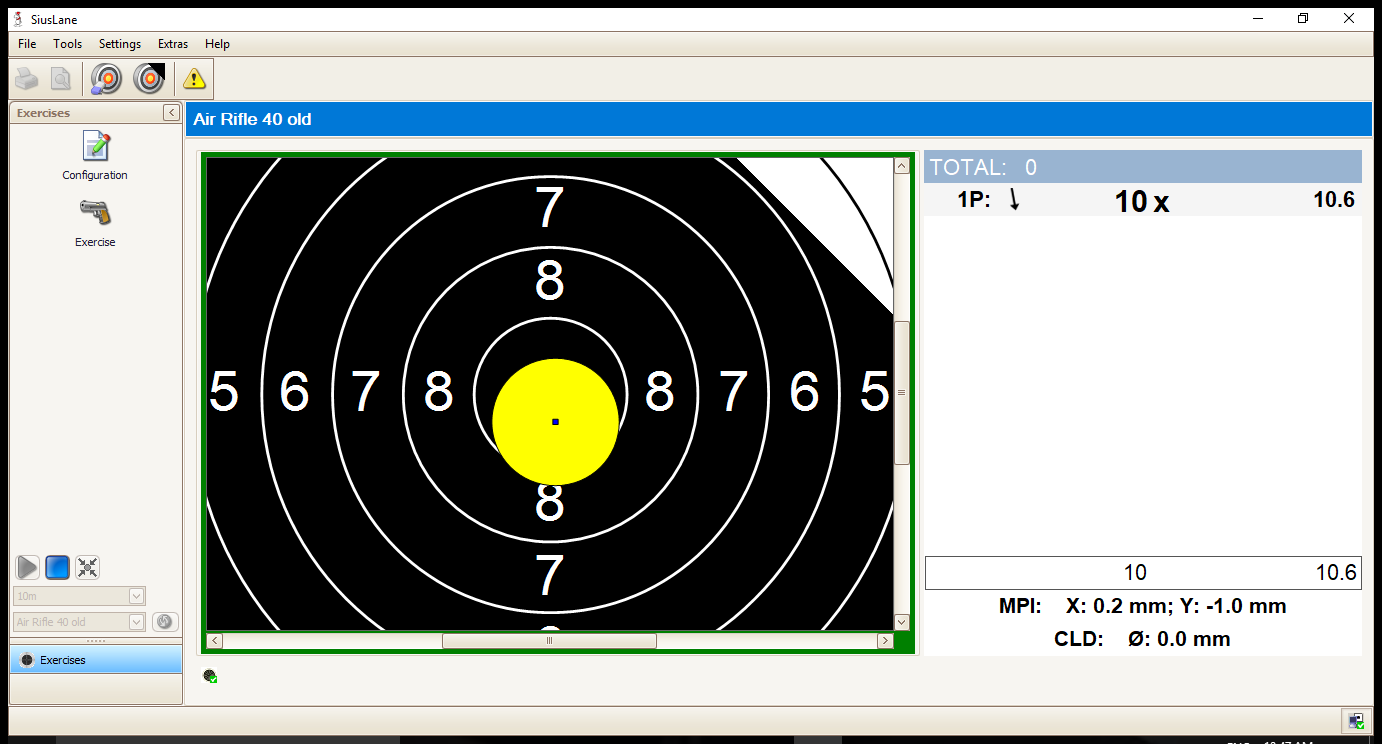 SiusLane
File Tools Settings Extras Help
Exercises
Configuration
Exercise
10m
Air Rifle 40 old
Exercises
Air Rifle 40 old
7
8
5 6 7 8 8 7 6 5
8
7
TOTAL: 0
1P: 10 x 10.6
10 10.6
MPI: X: 0.2 mm; Y: -1.0 mm
CLD: Ø: 0.0 mm